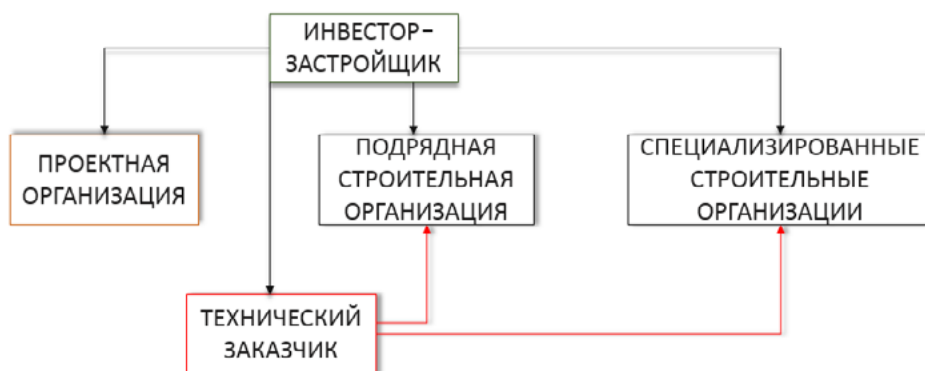 ИНВЕСТОР–
ЗАСТРОЙЩИК
ПРОЕКТНАЯ
ОРГАНИЗАЦИЯ
ПОДРЯДНАЯ
СТРОИТЕЛЬНАЯ
ОРГАНИЗАЦИЯ
СПЕЦИАЛИЗИРОВАННЫЕ
СТРОИТЕЛЬНЫЕ
ОРГАНИЗАЦИИ
ТЕХНИЧЕСКИЙ
ЗАКАЗЧИК